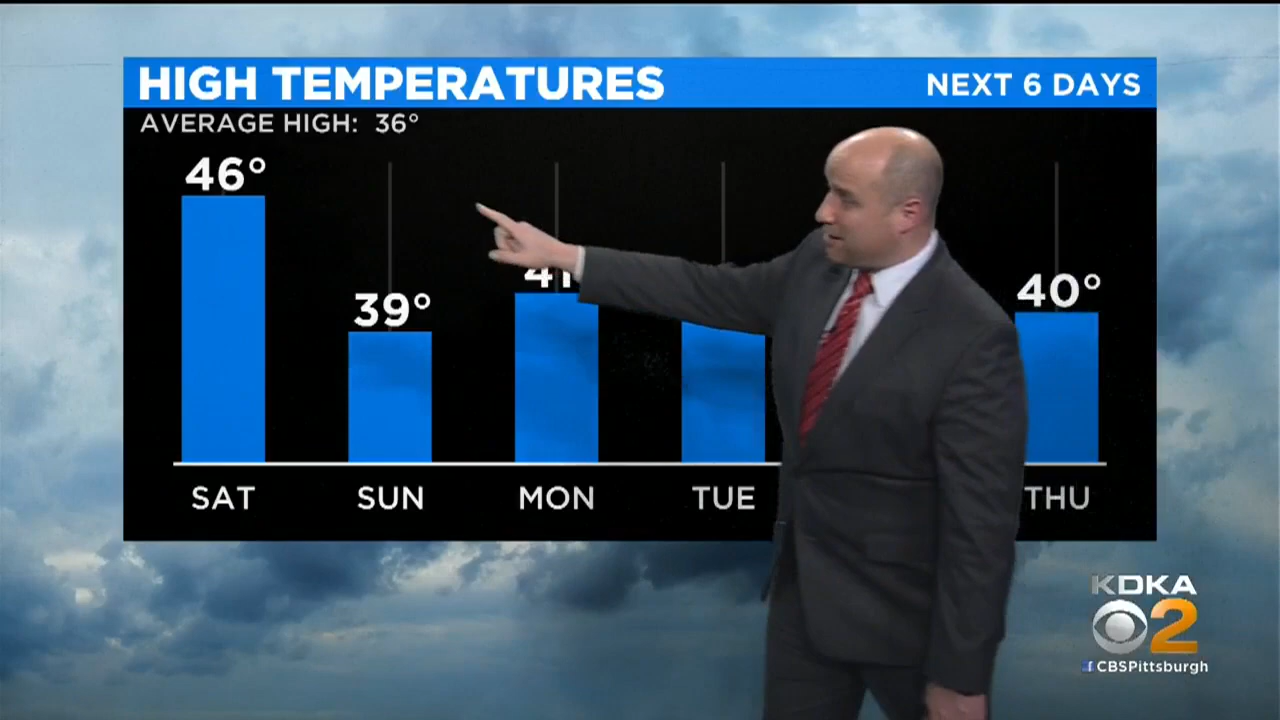 HIGH TEMPERATURES
NEXT 6 DAYS
AVERAGE HIGH: 36°
46°
39°
40°
SAT
SUN
MON
TUE
THU
KDKA
2
f CBSPittsburgh